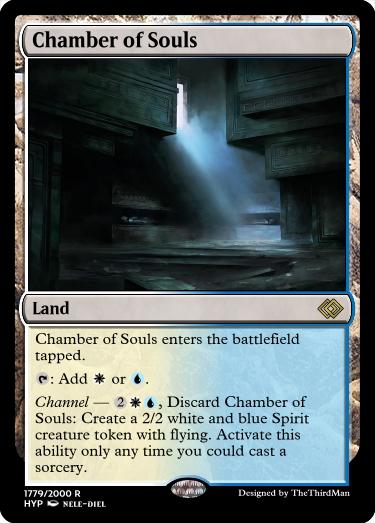 Chamber of Souls
Land
Chamber of Souls enters the battlefield
tapped.
: Add or .
Channel — 2, Discard Chamber of
Souls: Create a 2/2 white and blue Spirit
creature token with flying. Activate this
ability only any time you could cast a
sorcery.
1779/2000 R
HYP NELE-DIEL
Designed by TheThirdMan